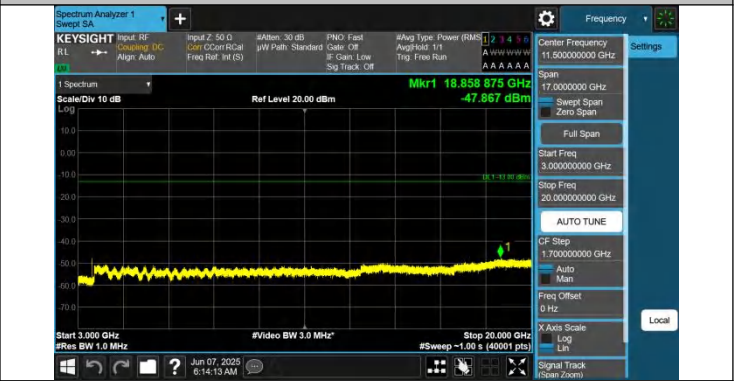 Spectrum Analyzer 1
Swept SA
+
Frequency
KEYSIGHT
RL
Input: RF
Coupling: DC
Align: Auto
Input Z: 50 Ω
Corr CCorr RCal
Freq Ref: Int (S)
#Atten: 30 dB
µW Path: Standard
PNO: Fast
Gate: Off
IF Gain: Low
Sig Track: Off
#Avg Type: Power (RMS
Avg|Hold: 1/1
Trig: Free Run
1 2 3 4 5 6
A W W W W W
A A A A A A
1 Spectrum
Mkr1 18.858 875 GHz
Scale/Div 10 dB
Ref Level 20.00 dBm
-47.867 dBm
Log
10.0
0.00
-10.0
DL1 -13.00 dBm
-20.0
-30.0
-40.0
1
-50.0
-60.0
-70.0
Start 3.000 GHz
#Video BW 3.0 MHz*
Stop 20.000 GHz
#Res BW 1.0 MHz
#Sweep ~1.00 s (40001 pts)
?
Jun 07, 2025
6:14:13 AM
Center Frequency
11.500000000 GHz
Settings
Span
17.0000000 GHz
Swept Span
Zero Span
Full Span
Start Freq
3.000000000 GHz
Stop Freq
20.000000000 GHz
AUTO TUNE
CF Step
1.700000000 GHz
Auto
Man
Freq Offset
0 Hz
X Axis Scale
Log
Lin
Local
Signal Track
(Span Zoom)